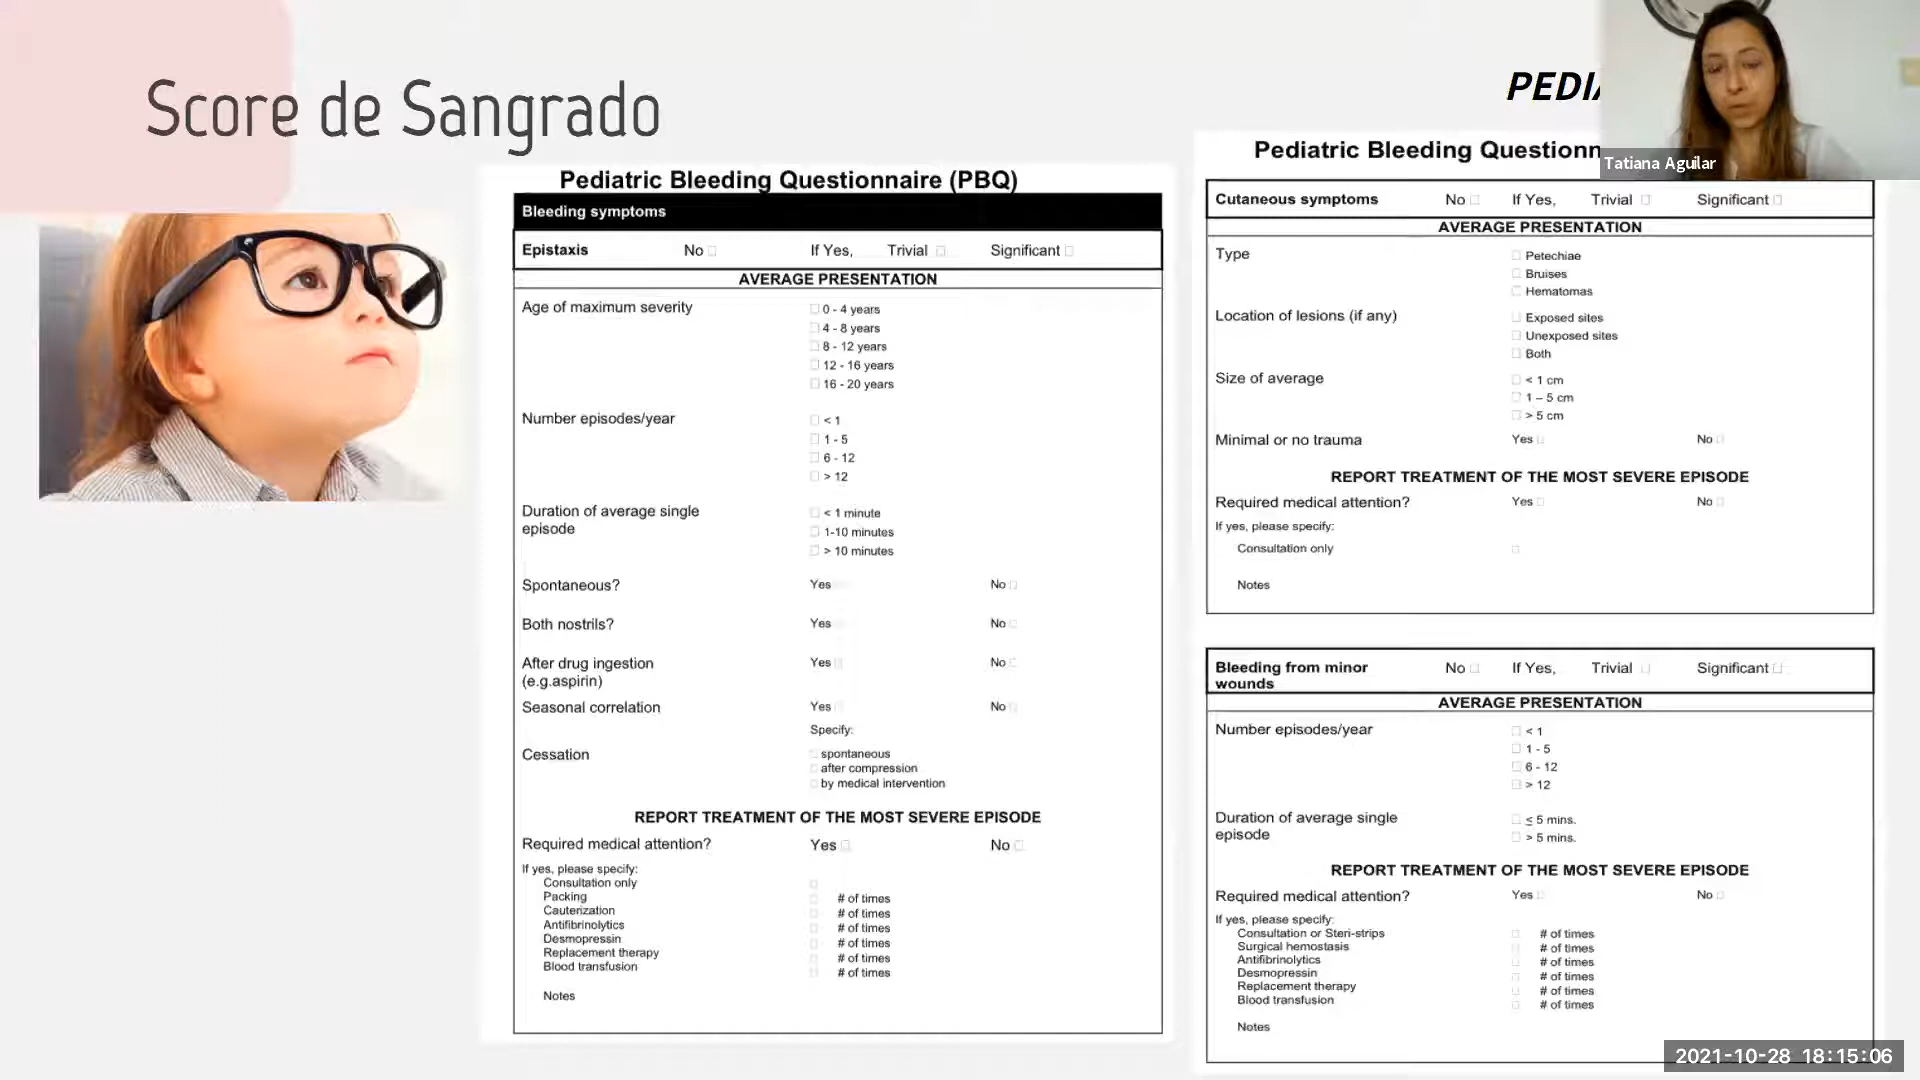 Score de Sangrado
PEDI
Tatiana Aguilar
Pediatric Bleeding Questionnaire (PBQ)
Bleeding symptoms
Epistaxis No If Yes, Trivial Significant
AVERAGE PRESENTATION
Age of maximum severity 0 - 4 years
4 - 8 years
8 - 12 years
12 - 16 years
16 - 20 years
Number episodes/year < 1
1 - 5
6 - 12
> 12
Duration of average single < 1 minute
episode 1-10 minutes
> 10 minutes
Spontaneous? Yes No
Both nostrils? Yes No
After drug ingestion Yes No
(e.g.aspirin)
Seasonal correlation Yes No
Specify:
Cessation spontaneous
after compression
by medical intervention
REPORT TREATMENT OF THE MOST SEVERE EPISODE
Required medical attention? Yes No
If yes, please specify:
Consultation only
Packing # of times
Cauterization # of times
Antifibrinolytics # of times
Desmopressin # of times
Replacement therapy # of times
Blood transfusion # of times
Notes
Pediatric Bleeding Questionn
Cutaneous symptoms No If Yes, Trivial Significant
AVERAGE PRESENTATION
Type Petechiae
Bruises
Hematomas
Location of lesions (if any) Exposed sites
Unexposed sites
Both
Size of average < 1 cm
1 – 5 cm
> 5 cm
Minimal or no trauma Yes No
REPORT TREATMENT OF THE MOST SEVERE EPISODE
Required medical attention? Yes No
If yes, please specify:
Consultation only
Notes
Bleeding from minor No If Yes, Trivial Significant
wounds
AVERAGE PRESENTATION
Number episodes/year < 1
1 - 5
6 - 12
> 12
Duration of average single ≤ 5 mins.
episode > 5 mins.
REPORT TREATMENT OF THE MOST SEVERE EPISODE
Required medical attention? Yes No
If yes, please specify:
Consultation or Steri-strips # of times
Surgical hemostasis # of times
Antifibrinolytics # of times
Desmopressin # of times
Replacement therapy # of times
Blood transfusion # of times
Notes
2021-10-28 18:15:06